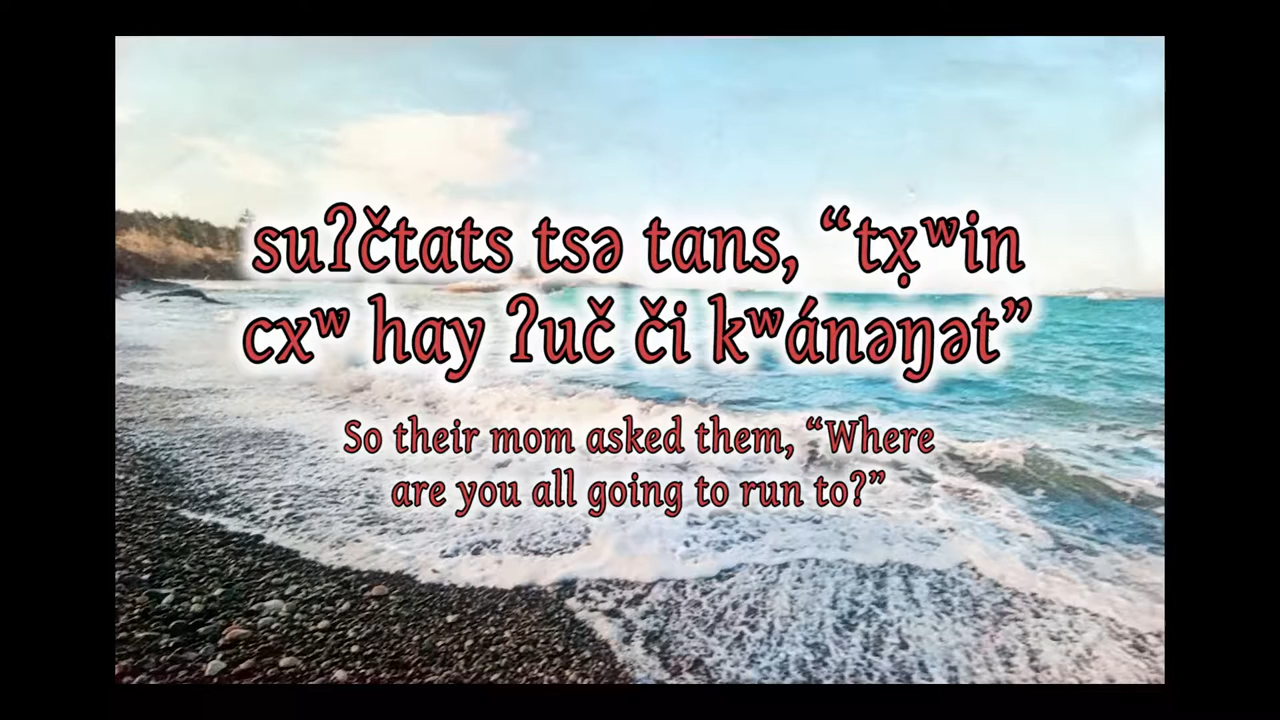 suʔčtats tsə tans, “tx̣ʷin
cxʷ hay ʔuč či kʷánəŋət”
So their mom asked them, “Where
are you all going to run to?”